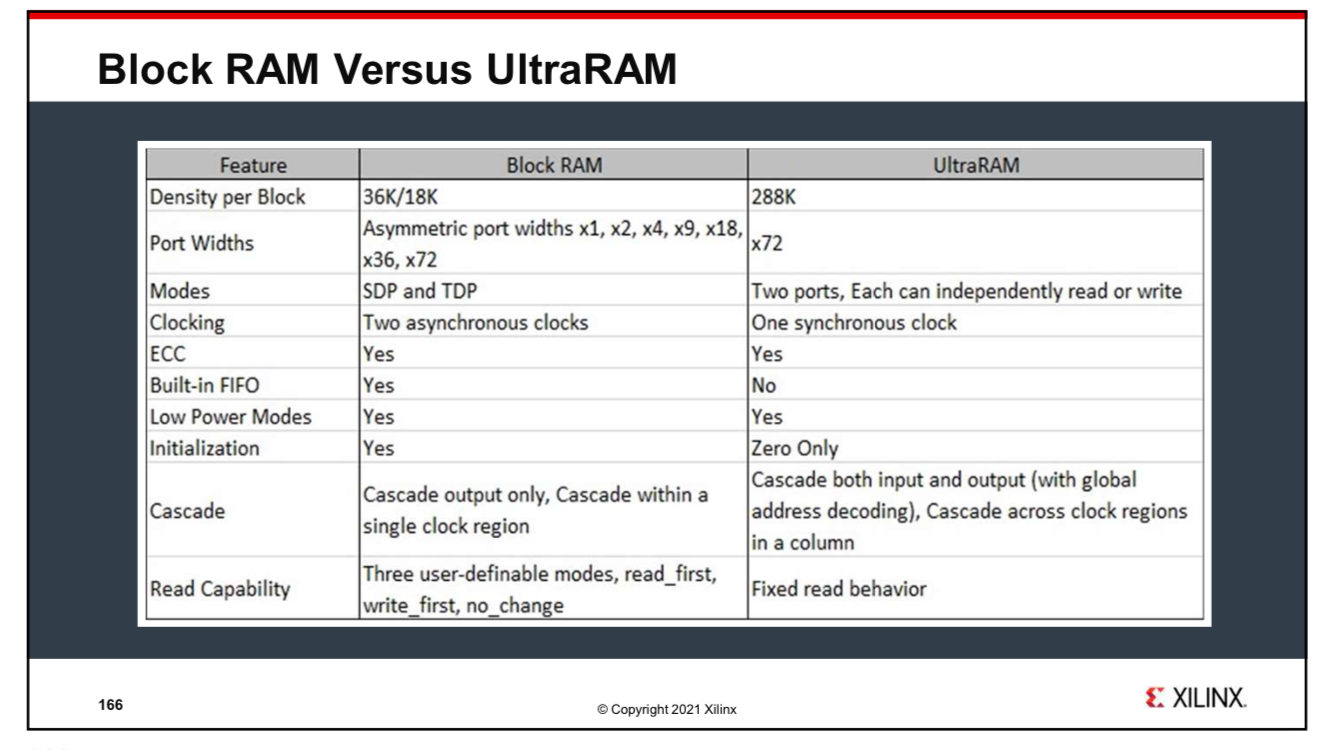 Block RAM Versus UltraRAM
Feature Block RAM UltraRAM
Density per Block 36K/18K 288K
Port Widths Asymmetric port widths x1, x2, x4, x9, x18, x36, x72 x72
Modes SDP and TDP Two ports, Each can independently read or write
Clocking Two asynchronous clocks One synchronous clock
ECC Yes Yes
Built-in FIFO Yes No
Low Power Modes Yes Yes
Initialization Yes Zero Only
Cascade Cascade output only, Cascade within a single clock region Cascade both input and output (with global address decoding), Cascade across clock regions in a column
Read Capability Three user-definable modes, read_first, write_first, no_change Fixed read behavior
166 © Copyright 2021 Xilinx XILINX.